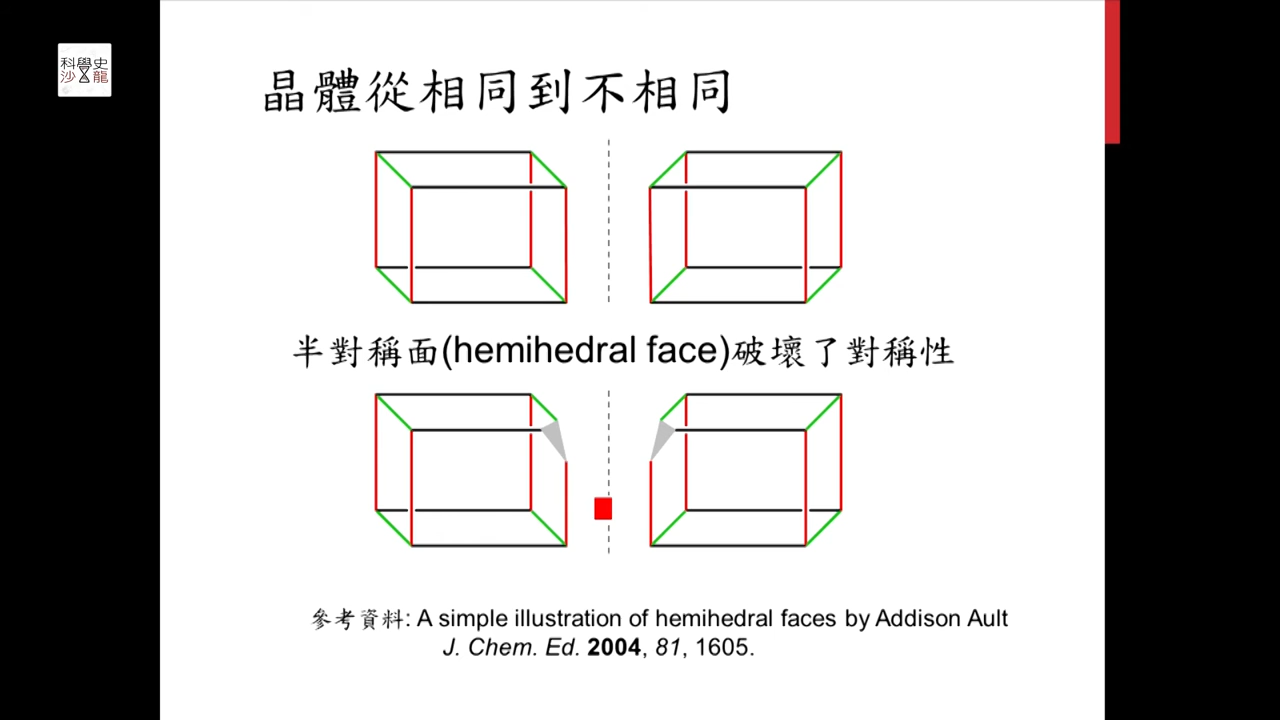 科學史
沙龍
晶體從相同到不相同
半對稱面(hemihedral face)破壞了對稱性
參考資料: A simple illustration of hemihedral faces by Addison Ault
J. Chem. Ed. 2004, 81, 1605.